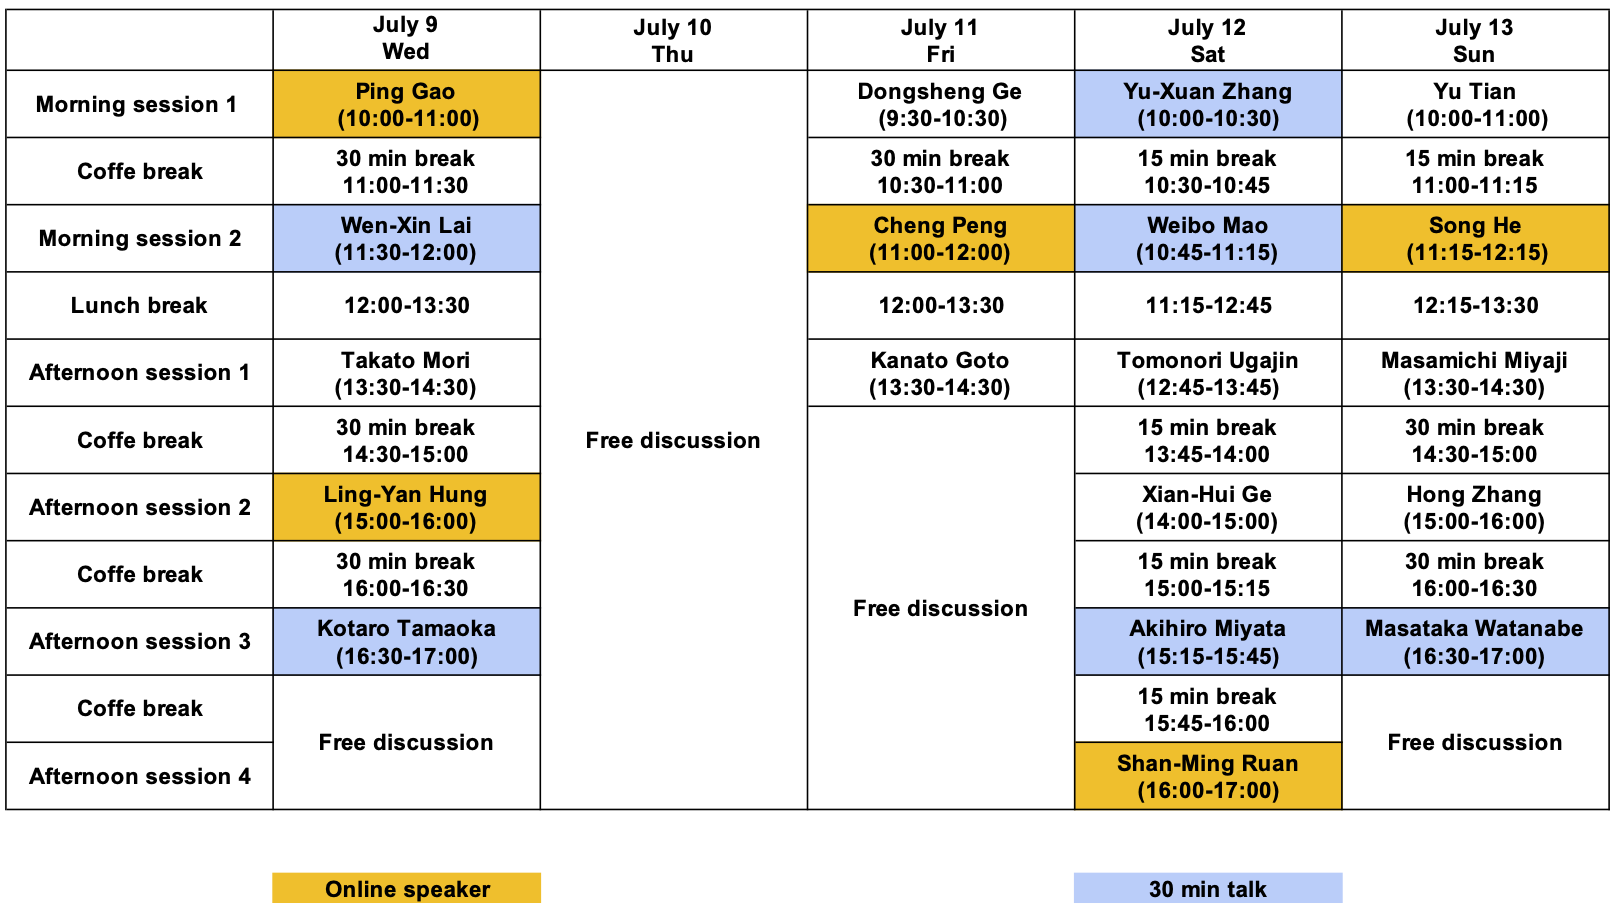 July 9
Wed
July 10
Thu
July 11
Fri
July 12
Sat
July 13
Sun
Morning session 1
Ping Gao
(10:00-11:00)
Dongsheng Ge
(9:30-10:30)
Yu-Xuan Zhang
(10:00-10:30)
Yu Tian
(10:00-11:00)
Coffe break
30 min break
11:00-11:30
30 min break
10:30-11:00
15 min break
10:30-10:45
15 min break
11:00-11:15
Morning session 2
Wen-Xin Lai
(11:30-12:00)
Cheng Peng
(11:00-12:00)
Weibo Mao
(10:45-11:15)
Song He
(11:15-12:15)
Lunch break
12:00-13:30
12:00-13:30
11:15-12:45
12:15-13:30
Afternoon session 1
Takato Mori
(13:30-14:30)
Kanato Goto
(13:30-14:30)
Tomonori Ugajin
(12:45-13:45)
Masamichi Miyaji
(13:30-14:30)
Coffe break
30 min break
14:30-15:00
Free discussion
15 min break
13:45-14:00
30 min break
14:30-15:00
Afternoon session 2
Ling-Yan Hung
(15:00-16:00)
Xian-Hui Ge
(14:00-15:00)
Hong Zhang
(15:00-16:00)
Coffe break
30 min break
16:00-16:30
Free discussion
15 min break
15:00-15:15
30 min break
16:00-16:30
Afternoon session 3
Kotaro Tamaoka
(16:30-17:00)
Akihiro Miyata
(15:15-15:45)
Masataka Watanabe
(16:30-17:00)
Coffe break
Free discussion
15 min break
15:45-16:00
Free discussion
Afternoon session 4
Shan-Ming Ruan
(16:00-17:00)
Online speaker
30 min talk